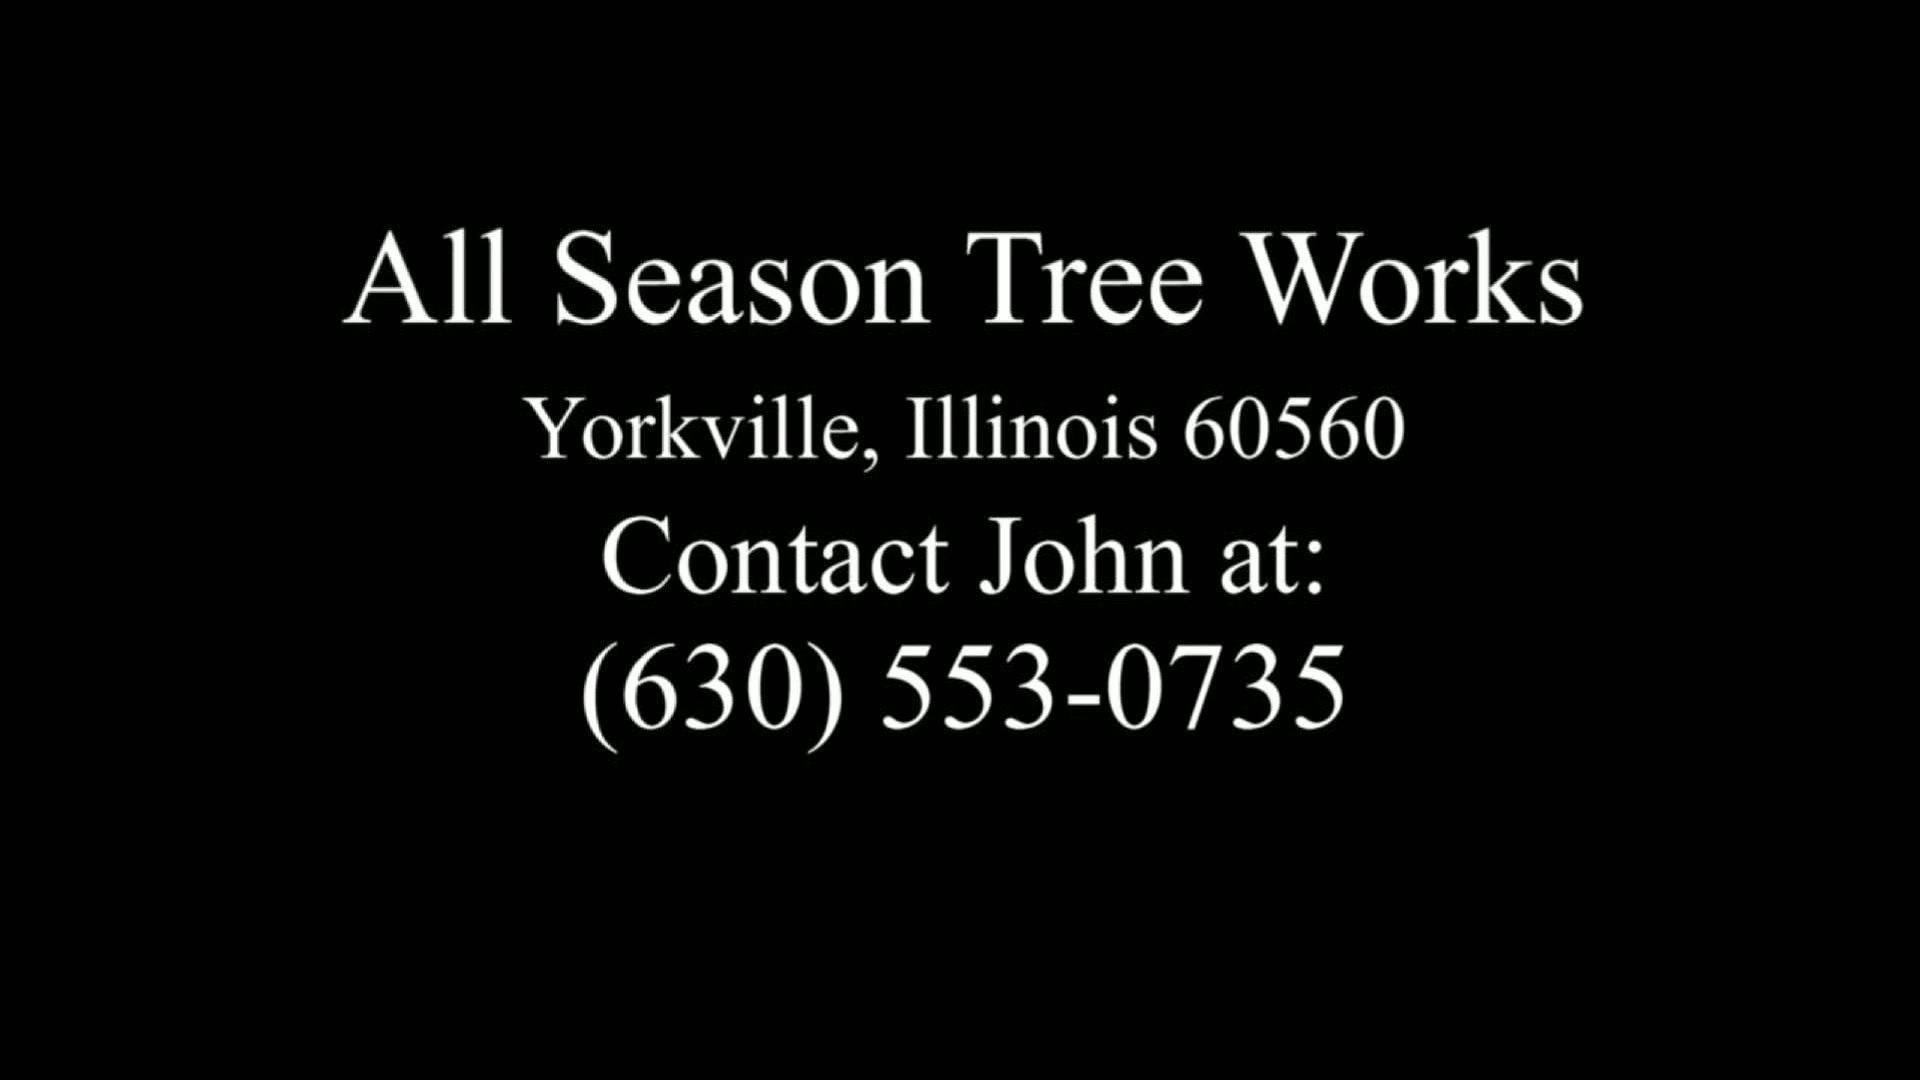 All Season Tree Works
Yorkville, Illinois 60560
Contact John at:
(630) 553-0735